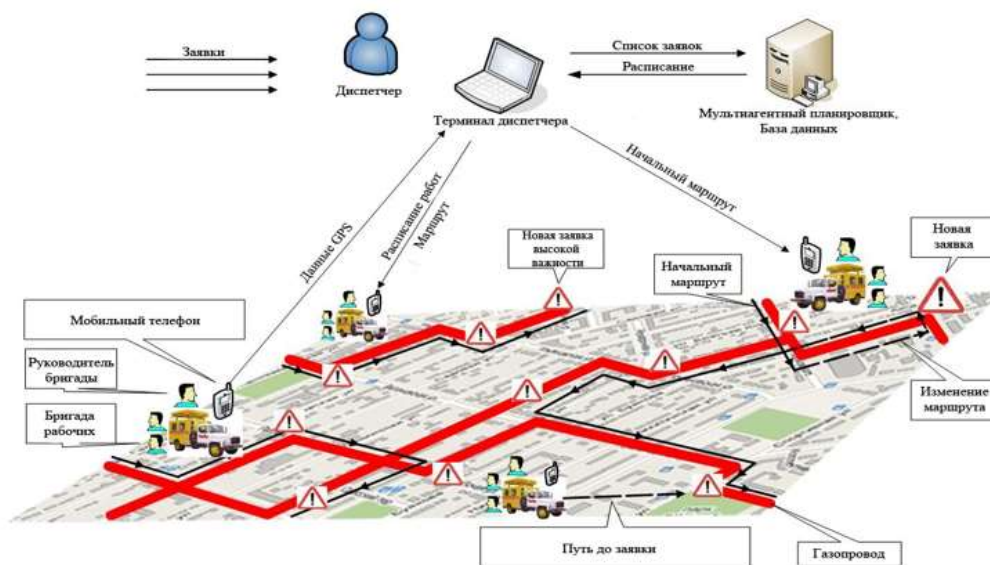 Заявки
Диспетчер
Терминал диспетчера
Список заявок
Расписание
Мультиагентный планировщик,
База данных
Данные GPS
Расписание работ
Маршрут
Начальный маршрут
Новая заявка
высокой
важности
Начальный
маршрут
Новая
заявка
Мобильный телефон
Руководитель
бригады
Бригада
рабочих
Изменение
маршрута
Путь до заявки
Газопровод